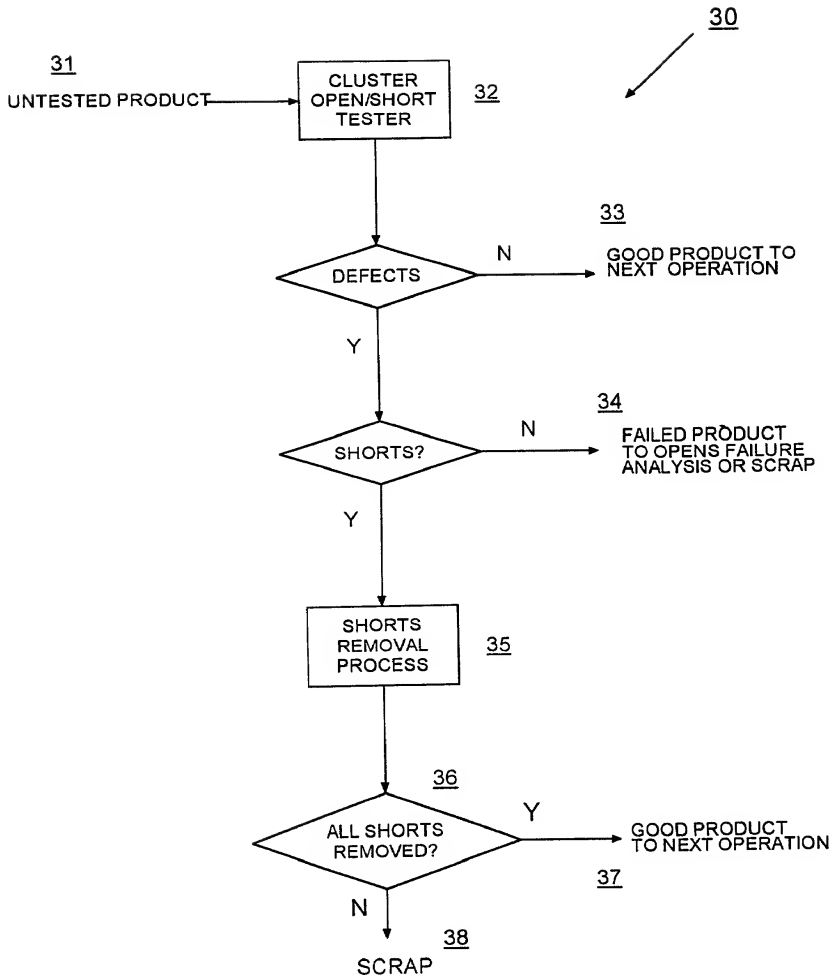 30
31
UNTESTED PRODUCT
CLUSTER
OPEN/SHORT
TESTER
32
33
DEFECTS
N
GOOD PRODUCT TO
NEXT OPERATION
Y
34
SHORTS?
N
FAILED PRODUCT
TO OPENS FAILURE
ANALYSIS OR SCRAP
Y
SHORTS
REMOVAL
PROCESS
35
36
ALL SHORTS
REMOVED?
Y
GOOD PRODUCT
TO NEXT OPERATION
37
N
38
SCRAP